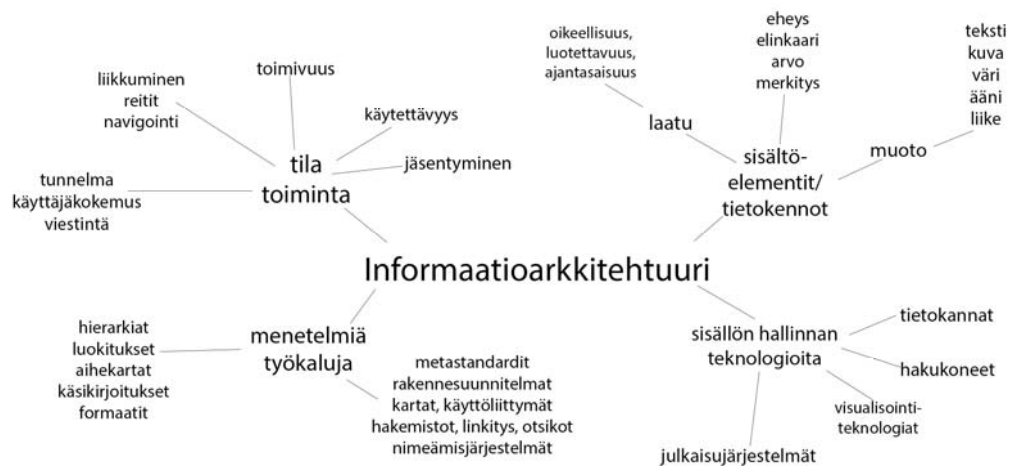 liikkuminen
reitit
navigointi
toimivuus
käytettävyys
jäsentyminen
tila
toiminta
tunnelma
käyttäjäkokemus
viestintä
oikeellisuus,
luotettavuus,
ajantasaisuus
laatu
eheys
elinkaari
arvo
merkitys
teksti
kuva
väri
ääni
liike
muoto
sisältö-
elementit/
tietokennot
Informaatioarkkitehtuuri
menetelmiä
työkaluja
hierarkiat
luokitukset
aihekartat
käsikirjoitukset
formaatit
metastandardit
rakennesuunnitelmat
kartat, käyttöliittymät
hakemistot, linkitys, otsikot
nimeämisjärjestelmät
sisällön hallinnan
teknologioita
tietokannat
hakukoneet
visualisointi-
teknologiat
julkaisujärjestelmät